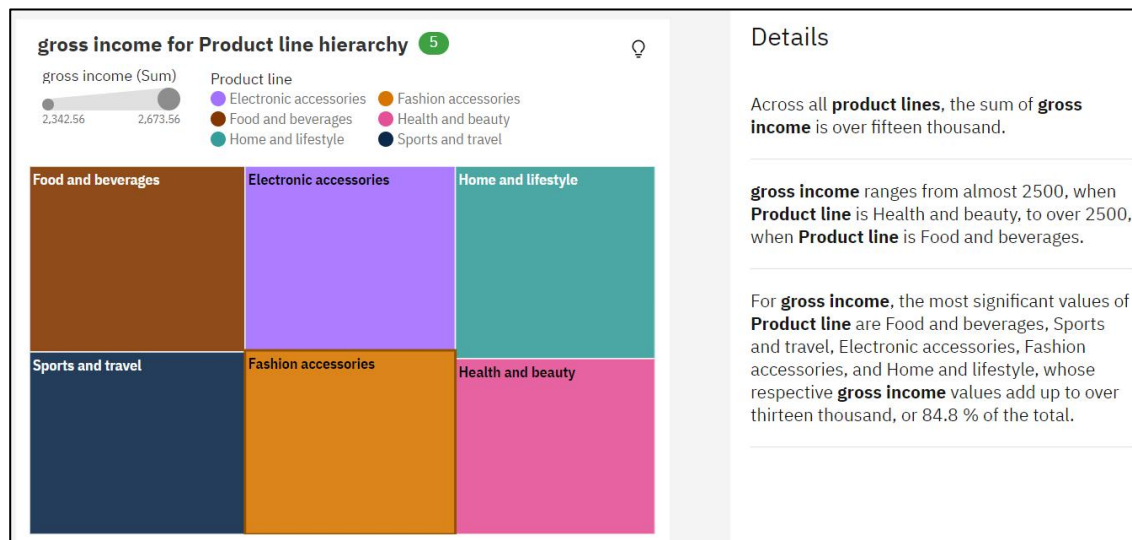 gross income for Product line hierarchy 5
gross income (Sum)
2,342.56 2,673.56
Product line
Electronic accessories Fashion accessories
Food and beverages Health and beauty
Home and lifestyle Sports and travel
Food and beverages Electronic accessories Home and lifestyle
Sports and travel Fashion accessories Health and beauty
Details
Across all product lines, the sum of gross
income is over fifteen thousand.
gross income ranges from almost 2500, when
Product line is Health and beauty, to over 2500,
when Product line is Food and beverages.
For gross income, the most significant values of
Product line are Food and beverages, Sports
and travel, Electronic accessories, Fashion
accessories, and Home and lifestyle, whose
respective gross income values add up to over
thirteen thousand, or 84.8 % of the total.